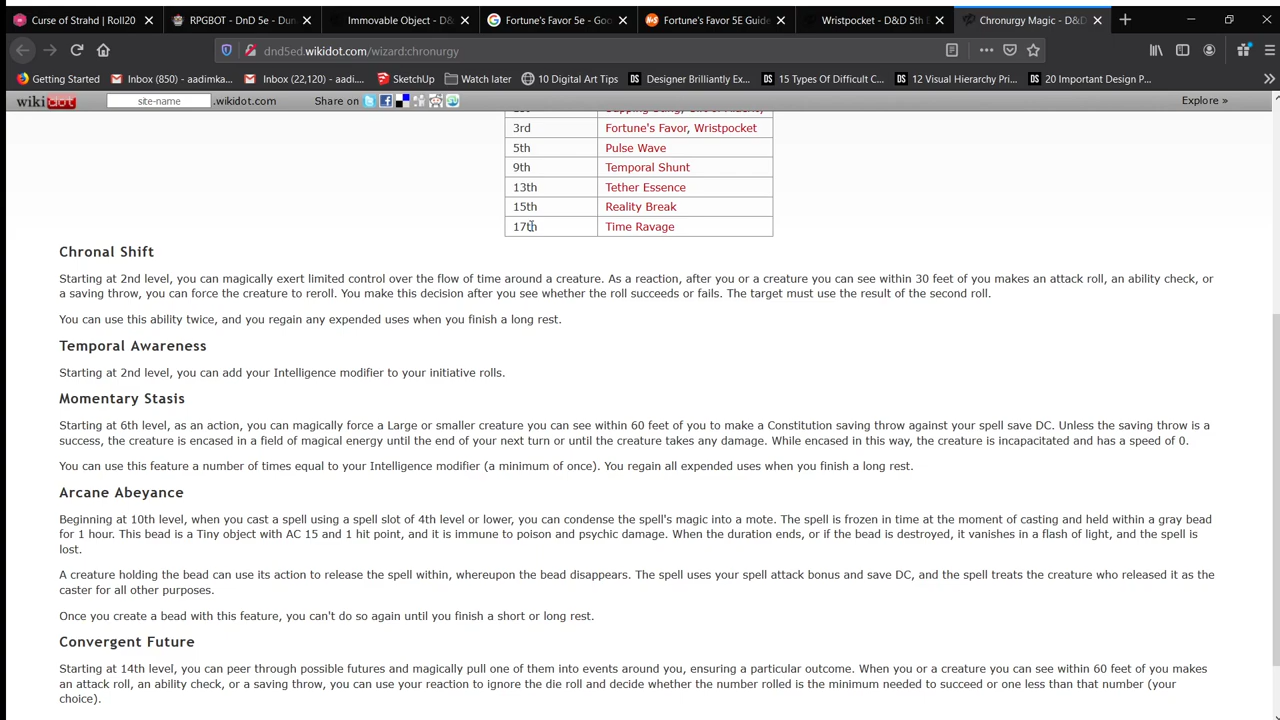 Curse of Strahd | Roll20
RPGBOT - DnD 5e - Dun
Immovable Object - D&
Fortune's Favor 5e - Goo
Fortune's Favor 5E Guide
Wristpocket - D&D 5th E
Chronurgy Magic - D&D
dnd5ed.wikidot.com/wizard:chronurgy
Getting Started
Inbox (850) - aadimka...
Inbox (22,120) - aadi...
SketchUp
Watch later
10 Digital Art Tips
Designer Brilliantly Ex...
15 Types Of Difficult C...
12 Visual Hierarchy Pri...
20 Important Design P...
wikidot
site-name
.wikidot.com
Share on
Explore »
3rd Fortune's Favor, Wristpocket
5th Pulse Wave
9th Temporal Shunt
13th Tether Essence
15th Reality Break
17th Time Ravage
Chronal Shift
Starting at 2nd level, you can magically exert limited control over the flow of time around a creature. As a reaction, after you or a creature you can see within 30 feet of you makes an attack roll, an ability check, or
a saving throw, you can force the creature to reroll. You make this decision after you see whether the roll succeeds or fails. The target must use the result of the second roll.
You can use this ability twice, and you regain any expended uses when you finish a long rest.
Temporal Awareness
Starting at 2nd level, you can add your Intelligence modifier to your initiative rolls.
Momentary Stasis
Starting at 6th level, as an action, you can magically force a Large or smaller creature you can see within 60 feet of you to make a Constitution saving throw against your spell save DC. Unless the saving throw is a
success, the creature is encased in a field of magical energy until the end of your next turn or until the creature takes any damage. While encased in this way, the creature is incapacitated and has a speed of 0.
You can use this feature a number of times equal to your Intelligence modifier (a minimum of once). You regain all expended uses when you finish a long rest.
Arcane Abeyance
Beginning at 10th level, when you cast a spell using a spell slot of 4th level or lower, you can condense the spell's magic into a mote. The spell is frozen in time at the moment of casting and held within a gray bead
for 1 hour. This bead is a Tiny object with AC 15 and 1 hit point, and it is immune to poison and psychic damage. When the duration ends, or if the bead is destroyed, it vanishes in a flash of light, and the spell is
lost.
A creature holding the bead can use its action to release the spell within, whereupon the bead disappears. The spell uses your spell attack bonus and save DC, and the spell treats the creature who released it as the
caster for all other purposes.
Once you create a bead with this feature, you can't do so again until you finish a short or long rest.
Convergent Future
Starting at 14th level, you can peer through possible futures and magically pull one of them into events around you, ensuring a particular outcome. When you or a creature you can see within 60 feet of you makes
an attack roll, an ability check, or a saving throw, you can use your reaction to ignore the die roll and decide whether the number rolled is the minimum needed to succeed or one less than that number (your
choice).